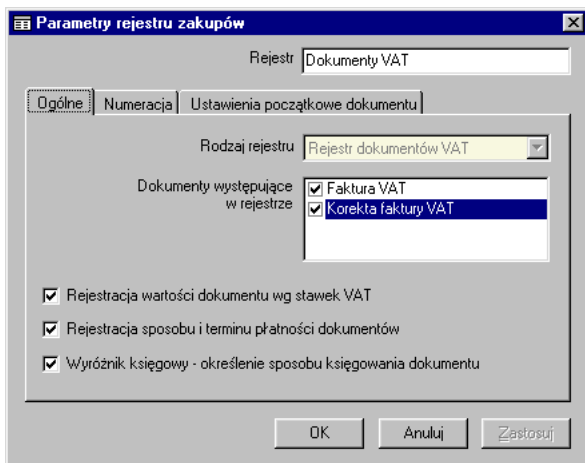 Parametry rejestru zakupów
Rejestr Dokumenty VAT
Ogólne Numeracja Ustawienia początkowe dokumentu
Rodzaj rejestru Rejestr dokumentów VAT
Dokumenty występujące w rejestrze
Faktura VAT
Korekta faktury VAT
Rejestracja wartości dokumentu wg stawek VAT
Rejestracja sposobu i terminu płatności dokumentów
Wyróżnik księgowy - określenie sposobu księgowania dokumentu
OK Anuluj Zastosuj